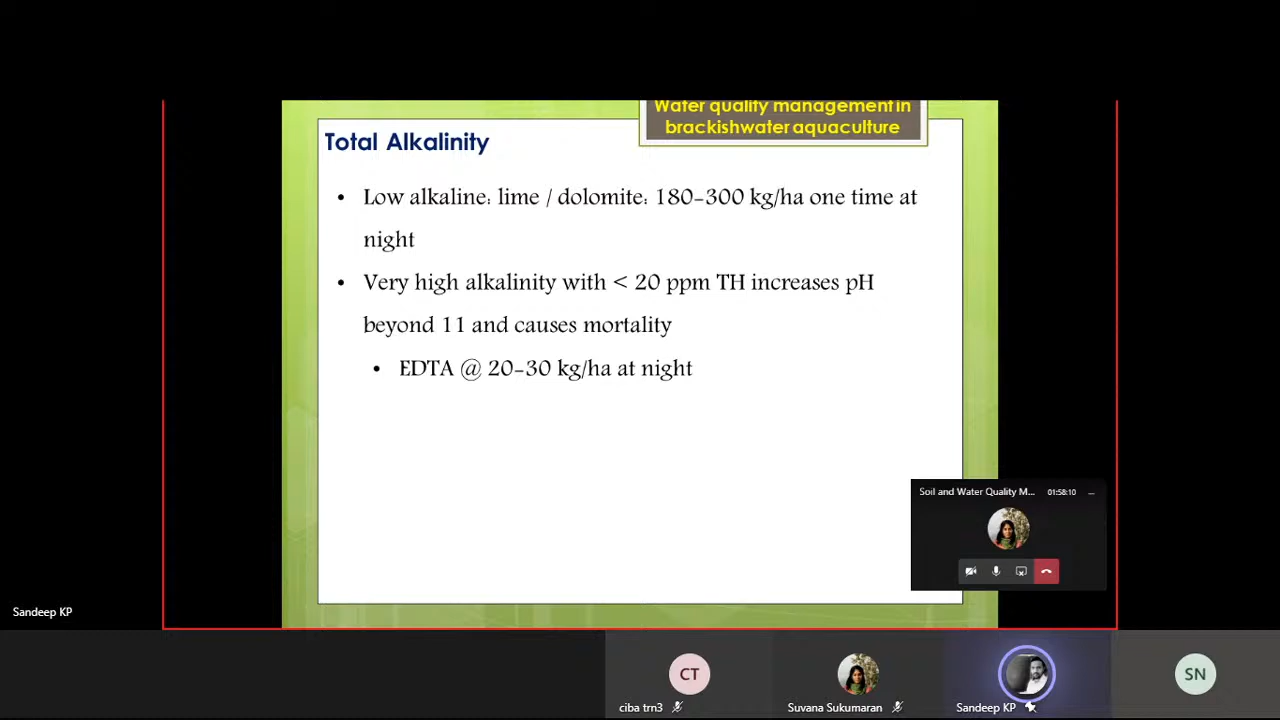 Water quality management in
brackishwater aquaculture
Total Alkalinity
• Low alkaline: lime / dolomite: 180-300 kg/ha one time at
night
• Very high alkalinity with < 20 ppm TH increases pH
beyond 11 and causes mortality
• EDTA @ 20-30 kg/ha at night
Soil and Water Quality M... 01:58:10
Sandeep KP
CT
SN
ciba trn3
Suvana Sukumaran
Sandeep KP